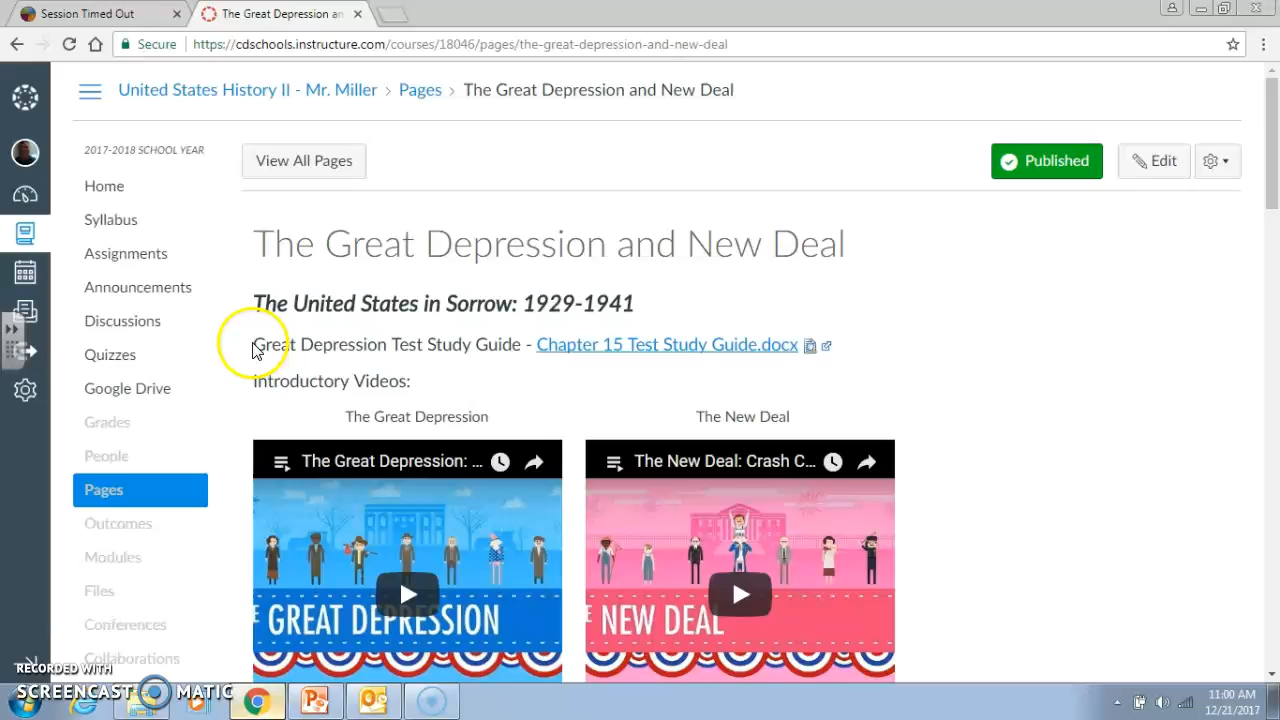 Session Timed Out
The Great Depression an
Secure
https://cdschools.instructure.com/courses/18046/pages/the-great-depression-and-new-deal
United States History II - Mr. Miller > Pages > The Great Depression and New Deal
2017-2018 SCHOOL YEAR
Home
Syllabus
Assignments
Announcements
Discussions
Quizzes
Google Drive
Grades
People
Pages
Outcomes
Modules
Files
Conferences
Collaborations
View All Pages
Published
Edit
The Great Depression and New Deal
The United States in Sorrow: 1929-1941
Great Depression Test Study Guide - Chapter 15 Test Study Guide.docx
Introductory Videos:
The Great Depression
The New Deal
The Great Depression: ...
GREAT DEPRESSION
The New Deal: Crash C...
NEW DEAL
RECORDED WITH
SCREENCAST MATIC
11:00 AM
12/21/2017